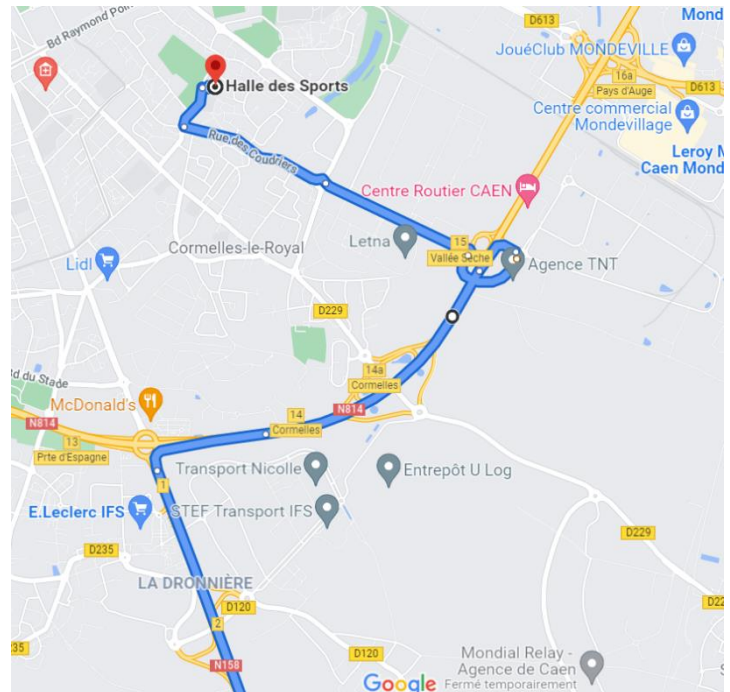 D613
Mond
Bd Raymond Poin
JouéClub MONDEVILLE
16a
Pays d'Auge
D613
Halle des Sports
Centre commercial
Mondevillage
Rue des Coudriers
Leroy M
Caen Mond
Centre Routier CAEN
Letna
15
Vallée Sèche
Cormelles-le-Royal
Lidl
Agence TNT
D229
14a
Cormelles
d du Stade
McDonald's
N814
N814
14
Cormelles
13
Prte d'Espagne
Transport Nicolle
Entrepôt U Log
1
E.Leclerc IFS
STEF Transport IFS
D229
D235
LA DRONNIÈRE
D120
D22
2
235
D120
Mondial Relay -
Agence de Caen
N158
Google
Fermé temporairement